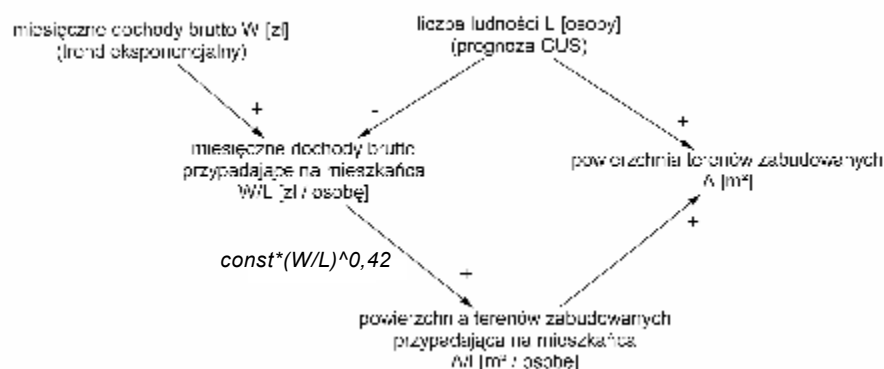 miesięczne dochody brutto W [zł]
(trend eksponencjalny)
liczba ludności L [osoby]
(prognoza GUS)
+
-
+
miesięczne dochody brutto
przypadające na mieszkańca
W/L [zł / osobę]
powierzchnia terenów zabudowanych
A [m²]
+
const*(W/L)^0,42
+
powierzchnia terenów zabudowanych
przypadająca na mieszkańca
A/L [m² / osobę]